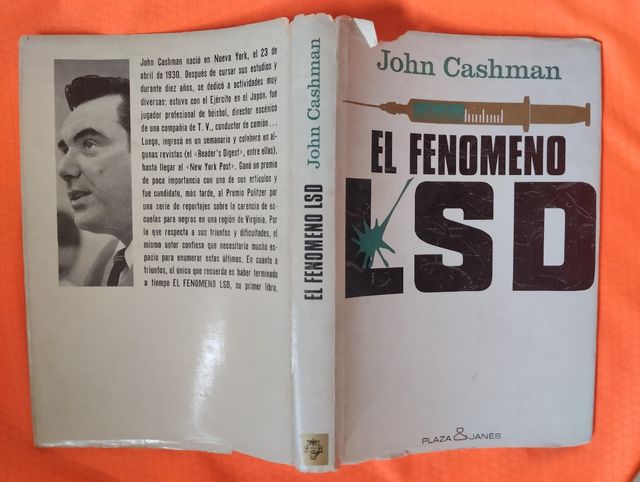 John Cashman nació en Nueva York, el 23 de
abril de 1930. Después de cursar sus estudios y
durante diez años, se dedicó a actividades muy
diversas: estuvo con el Ejército en el Japón, fue
jugador profesional de béisbol, director escénico
de una compañía de T. V., conductor de camión...
Luego, ingresó en un semanario y colaboró en al-
gunas revistas (el «Reader's Digest», entre ellas),
hasta llegar al «New York Post». Ganó un premio
de poca importancia con uno de sus artículos y
fue candidato, más tarde, al Premio Pulitzer por
una serie de reportajes sobre la carencia de es-
cuelas para negros en una región de Virginia. Por
lo que respecta a sus triunfos y dificultades, el
mismo autor confiesa que necesitaría mucho es-
pacio para enumerar estas últimas. En cuanto a
triunfos, el único que recuerda es haber terminado
a tiempo EL FENOMENO LSD, su primer libro.
EL FENOMENO LSD John Cashman
John Cashman
EL FENOMENO
LSD
PLAZA & JANÉS